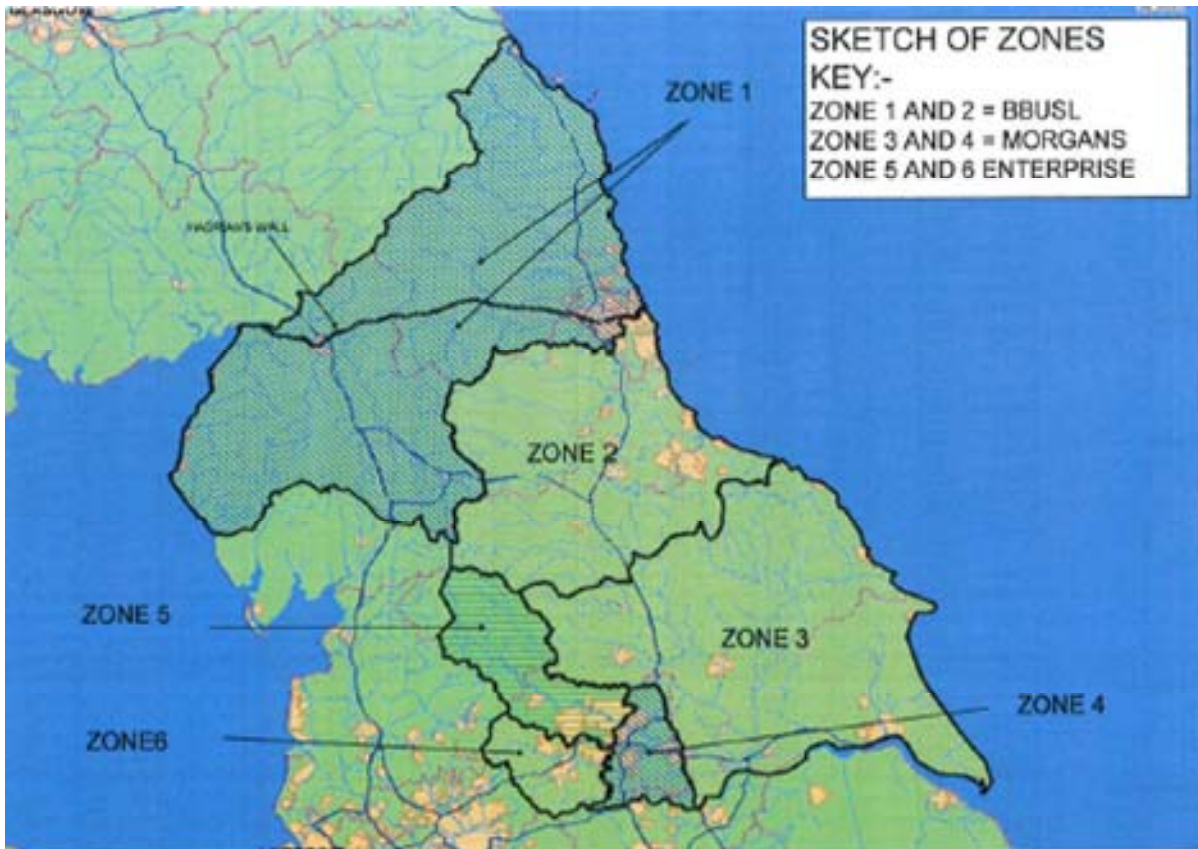 GLASGOW
SKETCH OF ZONES
KEY:-
ZONE 1 AND 2 = BBUSL
ZONE 3 AND 4 = MORGANS
ZONE 5 AND 6 ENTERPRISE
ZONE 1
HADRIAN'S WALL
ZONE 2
ZONE 5
ZONE 3
ZONE 4
ZONE6